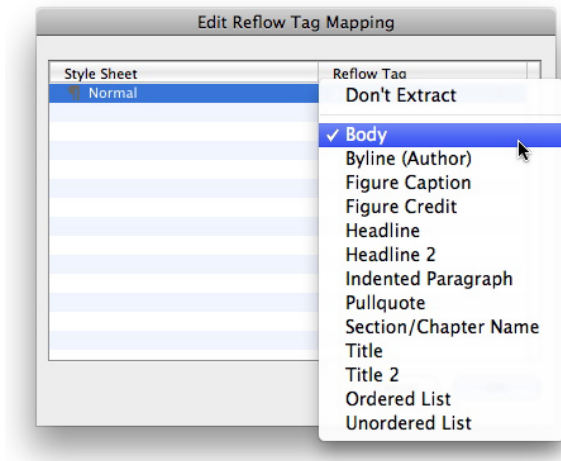 Edit Reflow Tag Mapping
Style Sheet Reflow Tag
¶ Normal
Don't Extract
✓ Body
Byline (Author)
Figure Caption
Figure Credit
Headline
Headline 2
Indented Paragraph
Pullquote
Section/Chapter Name
Title
Title 2
Ordered List
Unordered List